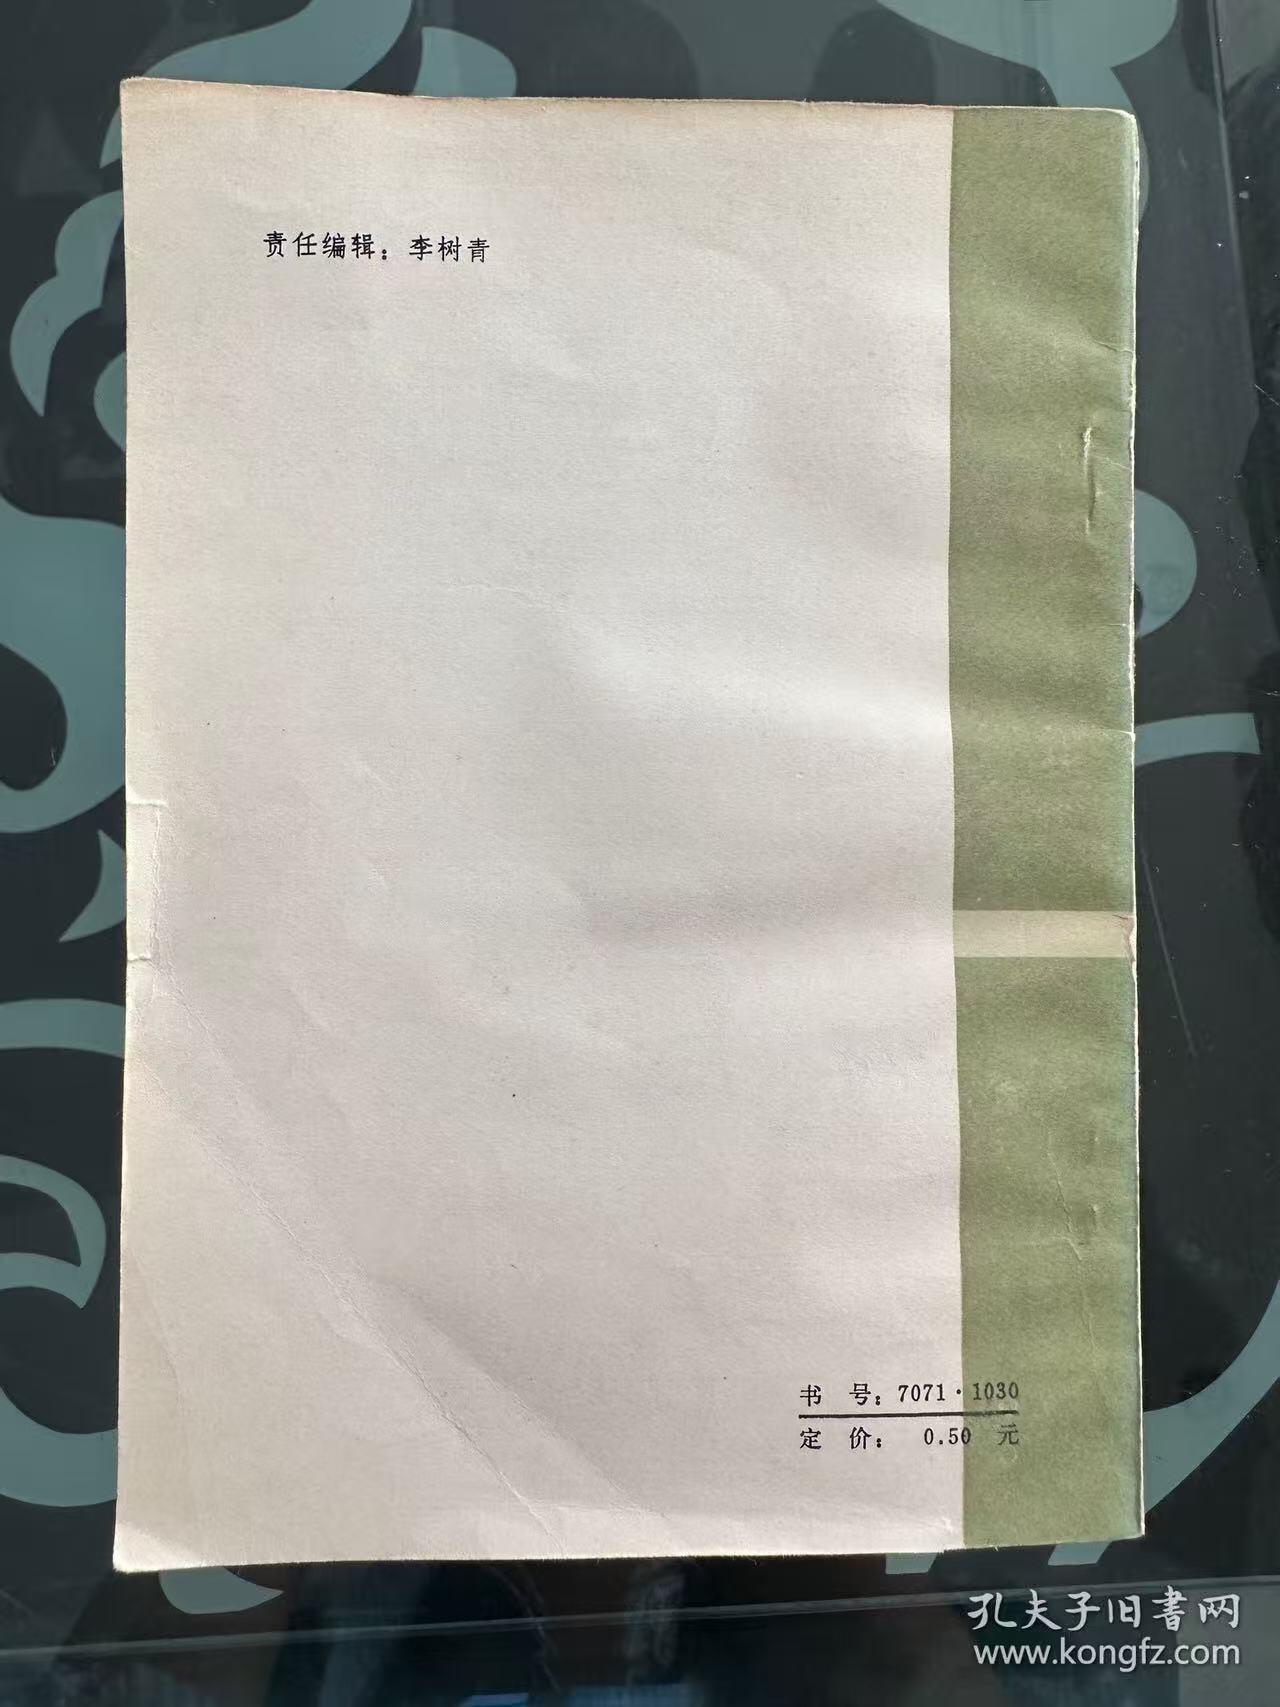 责任编辑：李树青
书 号：7071·1030
定 价： 0.50 元
孔夫子旧書网
www.kongfz.com